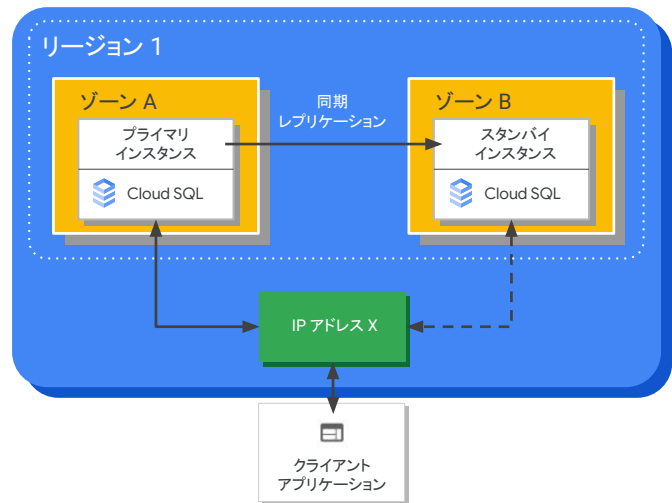 リージョン 1
ゾーン A
プライマリ
インスタンス
Cloud SQL
同期
レプリケーション
ゾーン B
スタンバイ
インスタンス
Cloud SQL
IP アドレス X
クライアント
アプリケーション